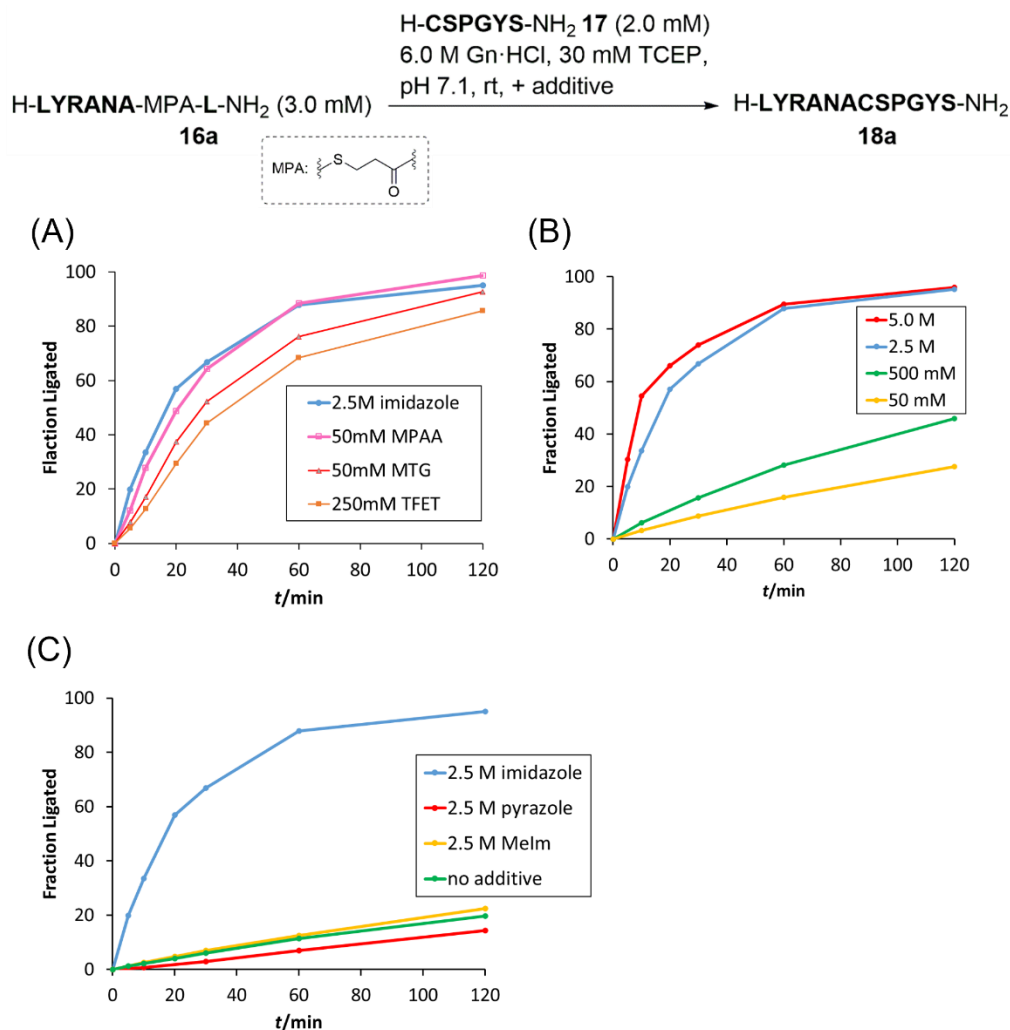 H-CSPGYS-NH2 17 (2.0 mM)
6.0 M Gn·HCl, 30 mM TCEP,
pH 7.1, rt, + additive
H-LYRANA-MPA-L-NH2 (3.0 mM)
H-LYRANACSPGYS-NH2
16a
18a
MPA:
S
O
(A)
Flaction Ligated
100
80
60
40
20
0
0 20 40 60 80 100 120
t/min
2.5M imidazole
50mM MPAA
50mM MTG
250mM TFET
(B)
Fraction Ligated
100
80
60
40
20
0
0 20 40 60 80 100 120
t/min
5.0 M
2.5 M
500 mM
50 mM
(C)
Fraction Ligated
100
80
60
40
20
0
0 20 40 60 80 100 120
t/min
2.5 M imidazole
2.5 M pyrazole
2.5 M MeIm
no additive